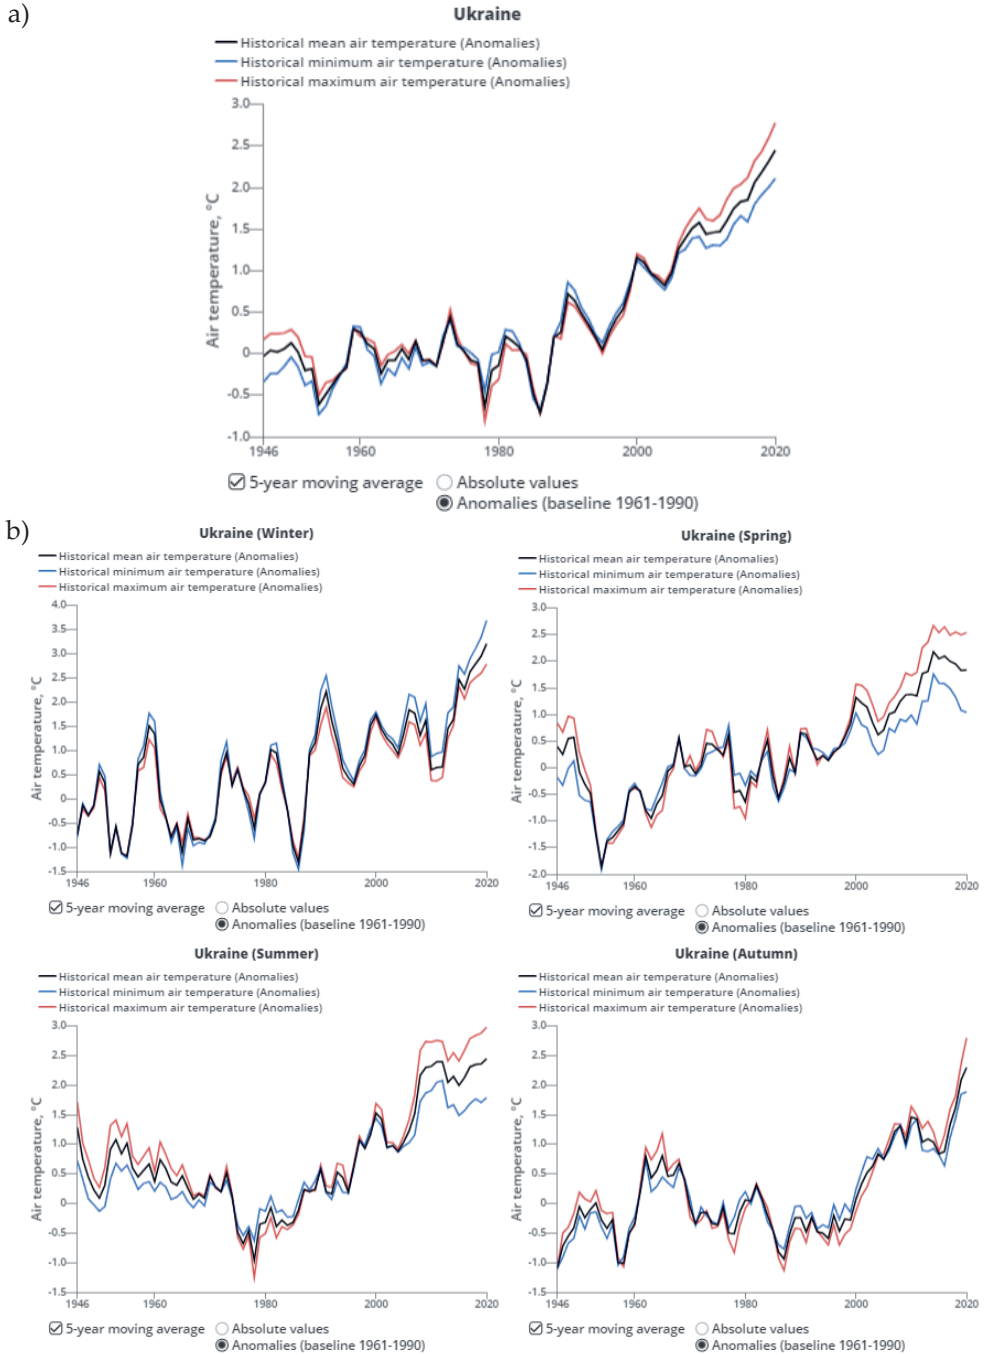 a)
Ukraine
Historical mean air temperature (Anomalies)
Historical minimum air temperature (Anomalies)
Historical maximum air temperature (Anomalies)
Air temperature, °C
3.0
2.5
2.0
1.5
1.0
0.5
0
-0.5
-1.0
1946 1960 1980 2000 2020
5-year moving average Absolute values
Anomalies (baseline 1961-1990)
b)
Ukraine (Winter)
Historical mean air temperature (Anomalies)
Historical minimum air temperature (Anomalies)
Historical maximum air temperature (Anomalies)
Air temperature, °C
4.0
3.5
3.0
2.5
2.0
1.5
1.0
0.5
0
-0.5
-1.0
-1.5
1946 1960 1980 2000 2020
5-year moving average Absolute values
Anomalies (baseline 1961-1990)
Ukraine (Spring)
Historical mean air temperature (Anomalies)
Historical minimum air temperature (Anomalies)
Historical maximum air temperature (Anomalies)
Air temperature, °C
3.0
2.5
2.0
1.5
1.0
0.5
0
-0.5
-1.0
-1.5
-2.0
1946 1960 1980 2000 2020
5-year moving average Absolute values
Anomalies (baseline 1961-1990)
Ukraine (Summer)
Historical mean air temperature (Anomalies)
Historical minimum air temperature (Anomalies)
Historical maximum air temperature (Anomalies)
Air temperature, °C
3.0
2.5
2.0
1.5
1.0
0.5
0
-0.5
-1.0
-1.5
1946 1960 1980 2000 2020
5-year moving average Absolute values
Anomalies (baseline 1961-1990)
Ukraine (Autumn)
Historical mean air temperature (Anomalies)
Historical minimum air temperature (Anomalies)
Historical maximum air temperature (Anomalies)
Air temperature, °C
3.0
2.5
2.0
1.5
1.0
0.5
0
-0.5
-1.0
-1.5
1946 1960 1980 2000 2020
5-year moving average Absolute values
Anomalies (baseline 1961-1990)